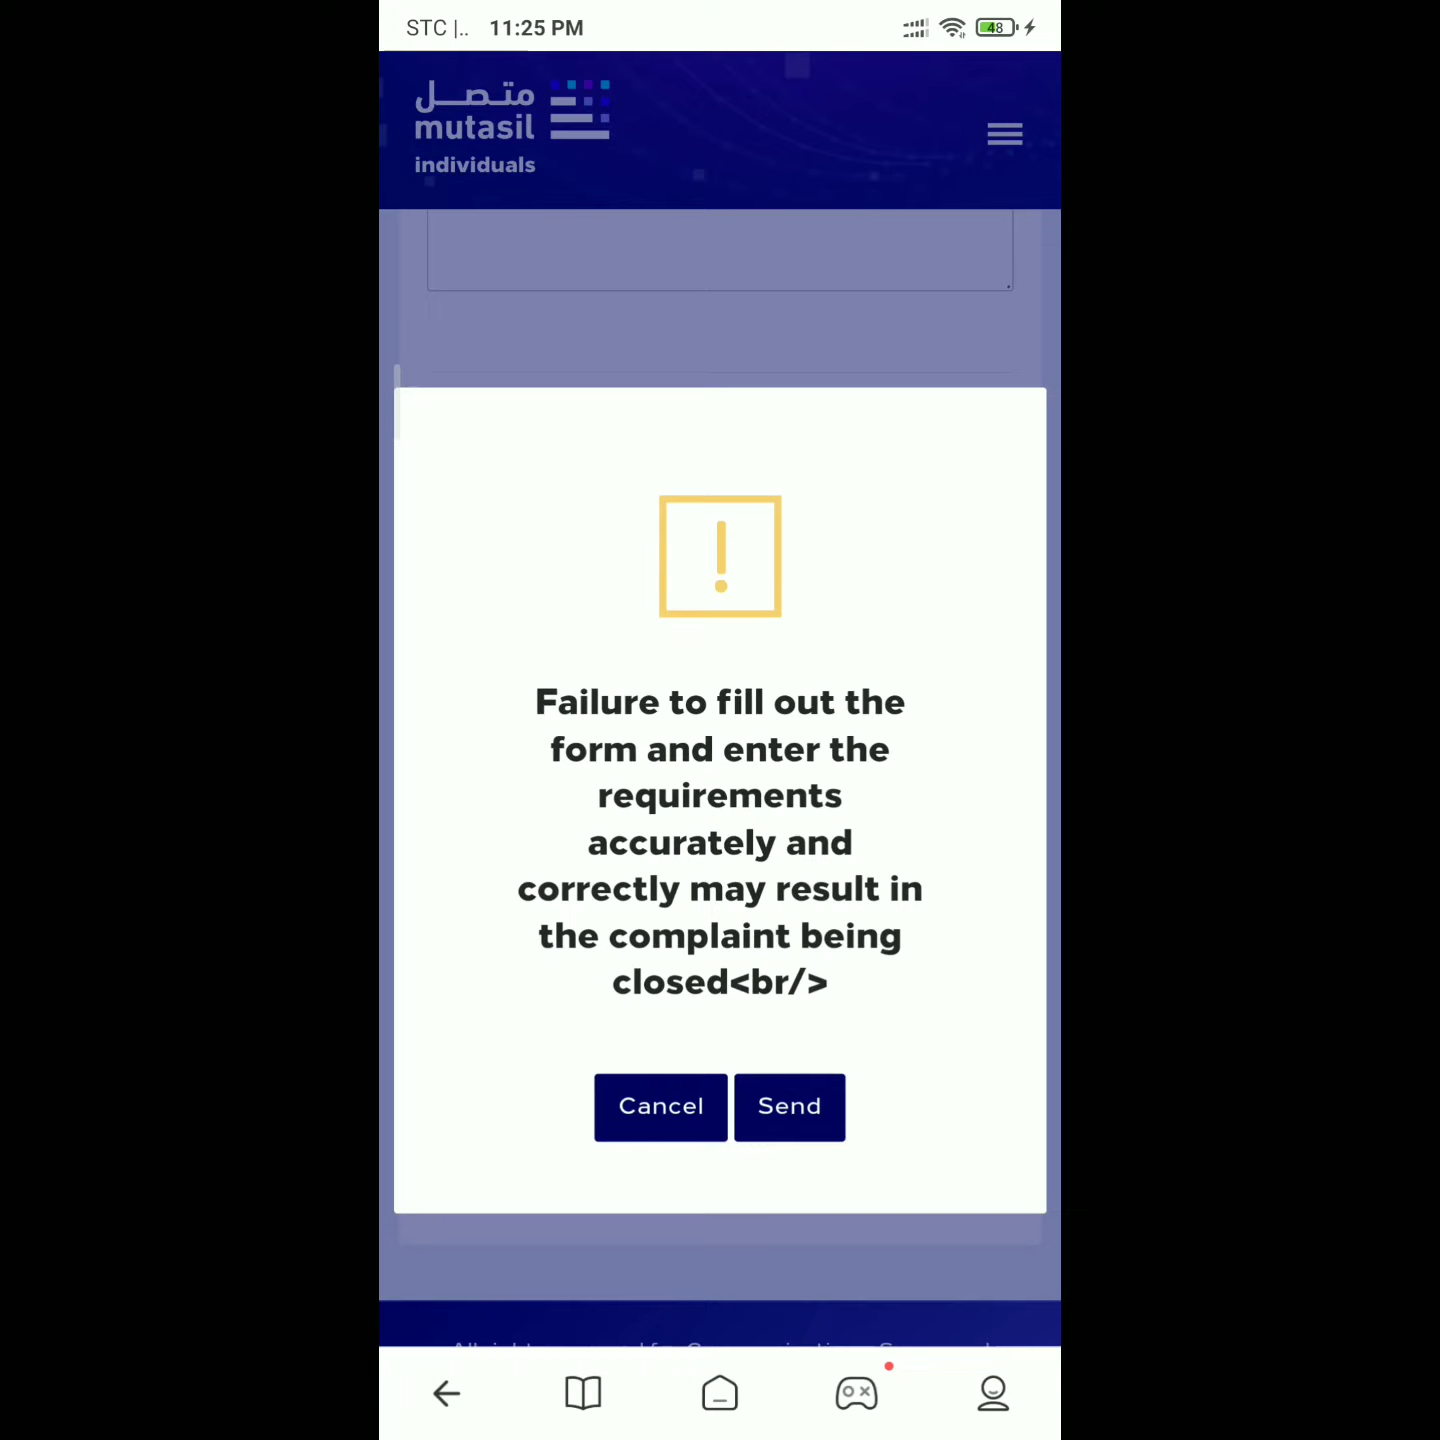 STC |.. 11:25 PM 48
متصل
mutasil
individuals
Failure to fill out the
form and enter the
requirements
accurately and
correctly may result in
the complaint being
closed<br/>
Cancel Send